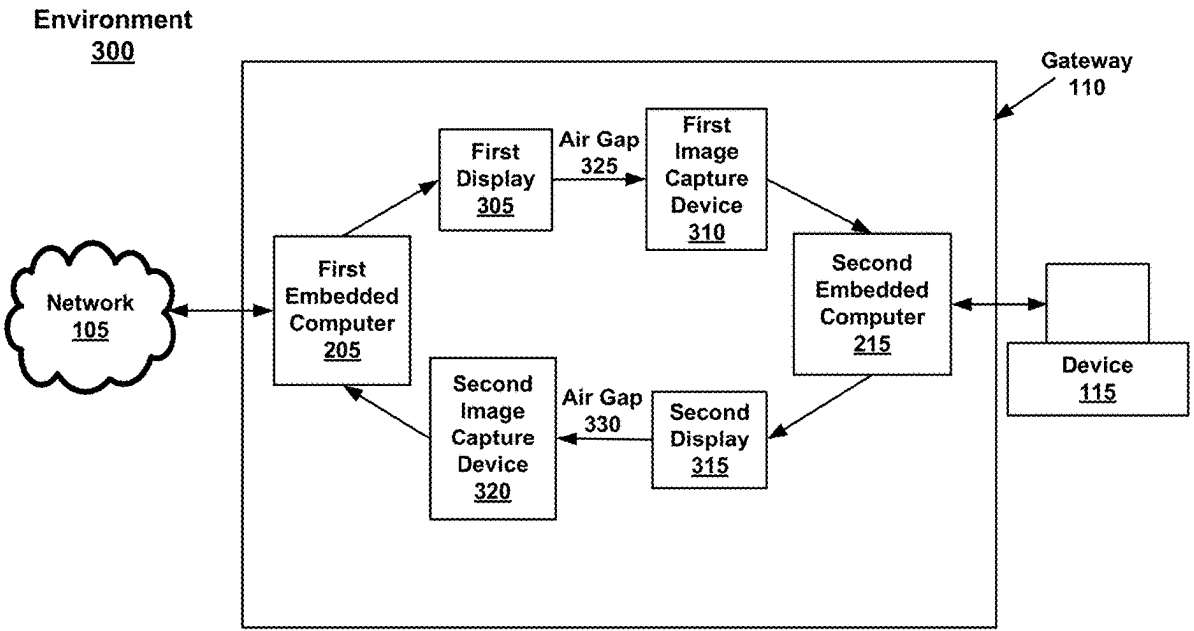 Environment
300
Gateway
110
First
Display
305
Air Gap
325
First
Image
Capture
Device
310
Network
105
First
Embedded
Computer
205
Second
Embedded
Computer
215
Device
115
Second
Image
Capture
Device
320
Air Gap
330
Second
Display
315